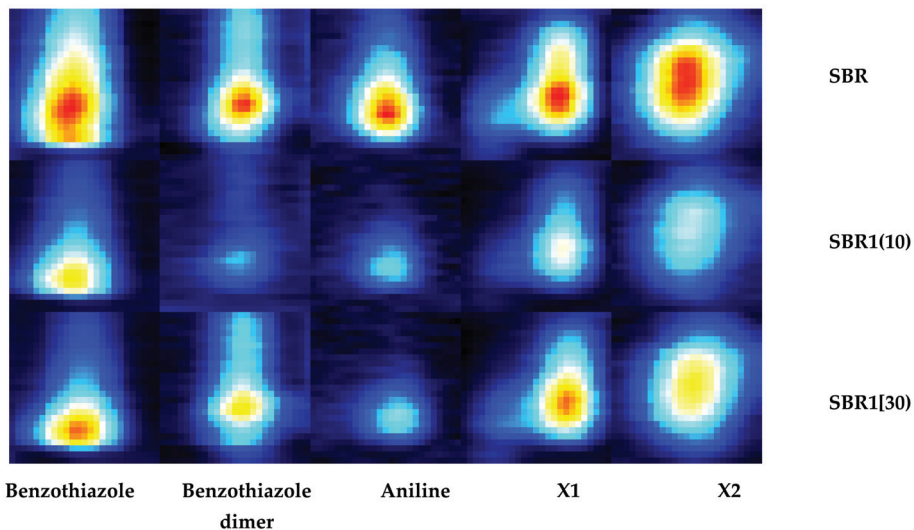 SBR
SBR1(10)
SBR1[30)
Benzothiazole
Benzothiazole
dimer
Aniline
X1
X2